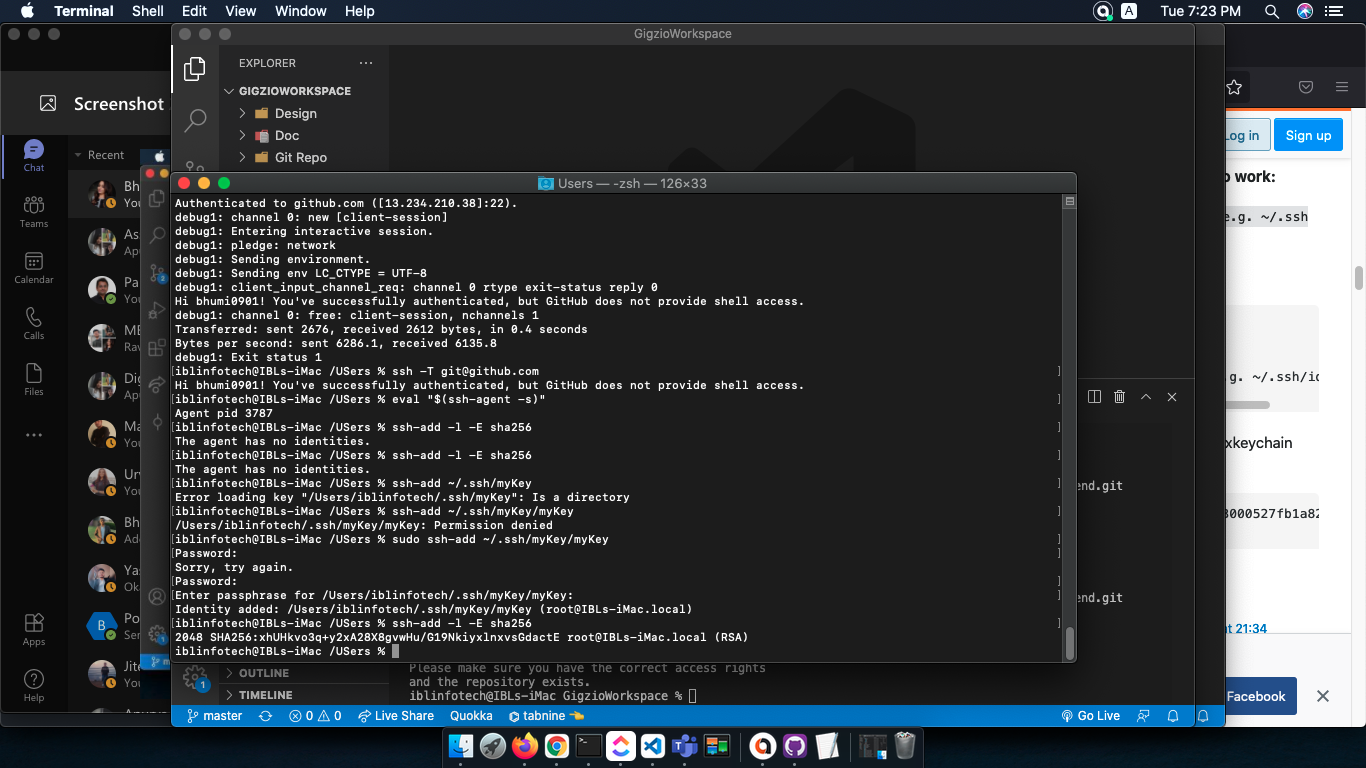 Terminal Shell Edit View Window Help
A Tue 7:23 PM
GigzioWorkspace
EXPLORER
GIGZIOWORKSPACE
Design
Doc
Git Repo
Screenshot
Chat
Teams
Calendar
Calls
Files
Apps
Help
Recent
Bh
You
As
Pa
You
ME
Rav
Dig
Ma
You
Un
You
Bh
Add
Ya
Ok
Po
B
Jite
Log in
Sign up
o work:
e.g. ~/.ssh
.g. ~/.ssh/id
xkeychain
8000527fb1a82
at 21:34
Facebook
Users — -zsh — 126×33
Authenticated to github.com ([13.234.210.38]:22).
debug1: channel 0: new [client-session]
debug1: Entering interactive session.
debug1: pledge: network
debug1: Sending environment.
debug1: Sending env LC_CTYPE = UTF-8
debug1: client_input_channel_req: channel 0 rtype exit-status reply 0
Hi bhumi0901! You've successfully authenticated, but GitHub does not provide shell access.
debug1: channel 0: free: client-session, nchannels 1
Transferred: sent 2676, received 2612 bytes, in 0.4 seconds
Bytes per second: sent 6286.1, received 6135.8
debug1: Exit status 1
[iblinfotech@IBLs-iMac /USers % ssh -T git@github.com ]
Hi bhumi0901! You've successfully authenticated, but GitHub does not provide shell access.
[iblinfotech@IBLs-iMac /USers % eval "$(ssh-agent -s)" ]
Agent pid 3787
[iblinfotech@IBLs-iMac /USers % ssh-add -l -E sha256 ]
The agent has no identities.
[iblinfotech@IBLs-iMac /USers % ssh-add -l -E sha256 ]
The agent has no identities.
[iblinfotech@IBLs-iMac /USers % ssh-add ~/.ssh/myKey ]
Error loading key "/Users/iblinfotech/.ssh/myKey": Is a directory
[iblinfotech@IBLs-iMac /USers % ssh-add ~/.ssh/myKey/myKey ]
/Users/iblinfotech/.ssh/myKey/myKey: Permission denied
[iblinfotech@IBLs-iMac /USers % sudo ssh-add ~/.ssh/myKey/myKey ]
[Password: ]
Sorry, try again.
[Password: ]
[Enter passphrase for /Users/iblinfotech/.ssh/myKey/myKey: ]
Identity added: /Users/iblinfotech/.ssh/myKey/myKey (root@IBLs-iMac.local)
[iblinfotech@IBLs-iMac /USers % ssh-add -l -E sha256 ]
2048 SHA256:xhUHkvo3q+y2xA28X8gvwHu/G19NkiyxlnxvsGdactE root@IBLs-iMac.local (RSA)
iblinfotech@IBLs-iMac /USers %
end.git
end.git
OUTLINE
TIMELINE
1
Please make sure you have the correct access rights
and the repository exists.
iblinfotech@IBLs-iMac GigzioWorkspace %
master 0 0 Live Share Quokka tabnine Go Live